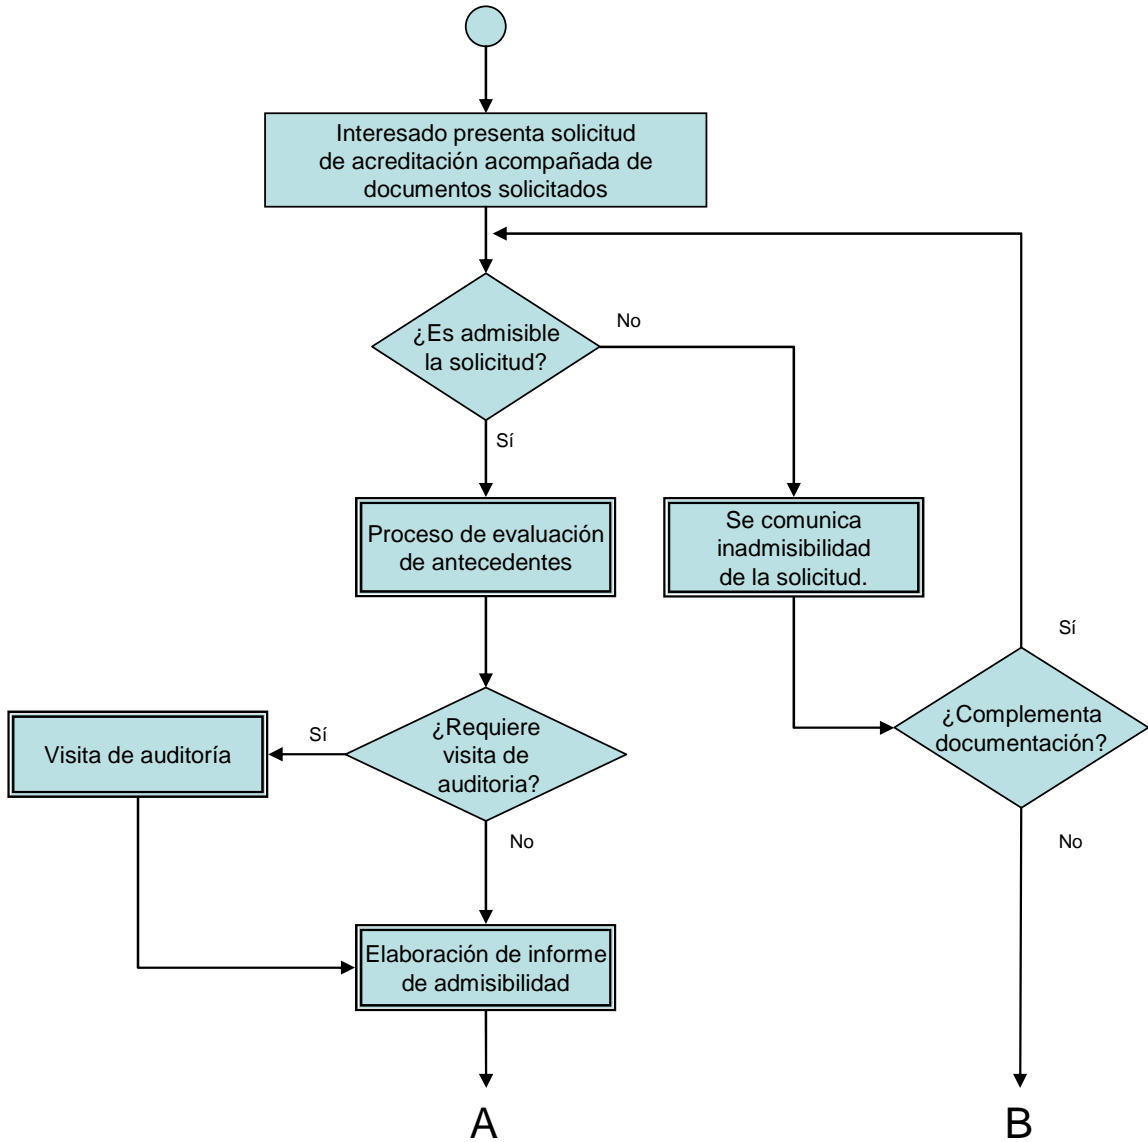 Interesado presenta solicitud
de acreditación acompañada de
documentos solicitados
¿Es admisible
la solicitud?
No
Sí
Proceso de evaluación
de antecedentes
Se comunica
inadmisibilidad
de la solicitud.
Sí
¿Complementa
documentación?
Visita de auditoría
Sí
¿Requiere
visita de
auditoria?
No
No
Elaboración de informe
de admisibilidad
A
B